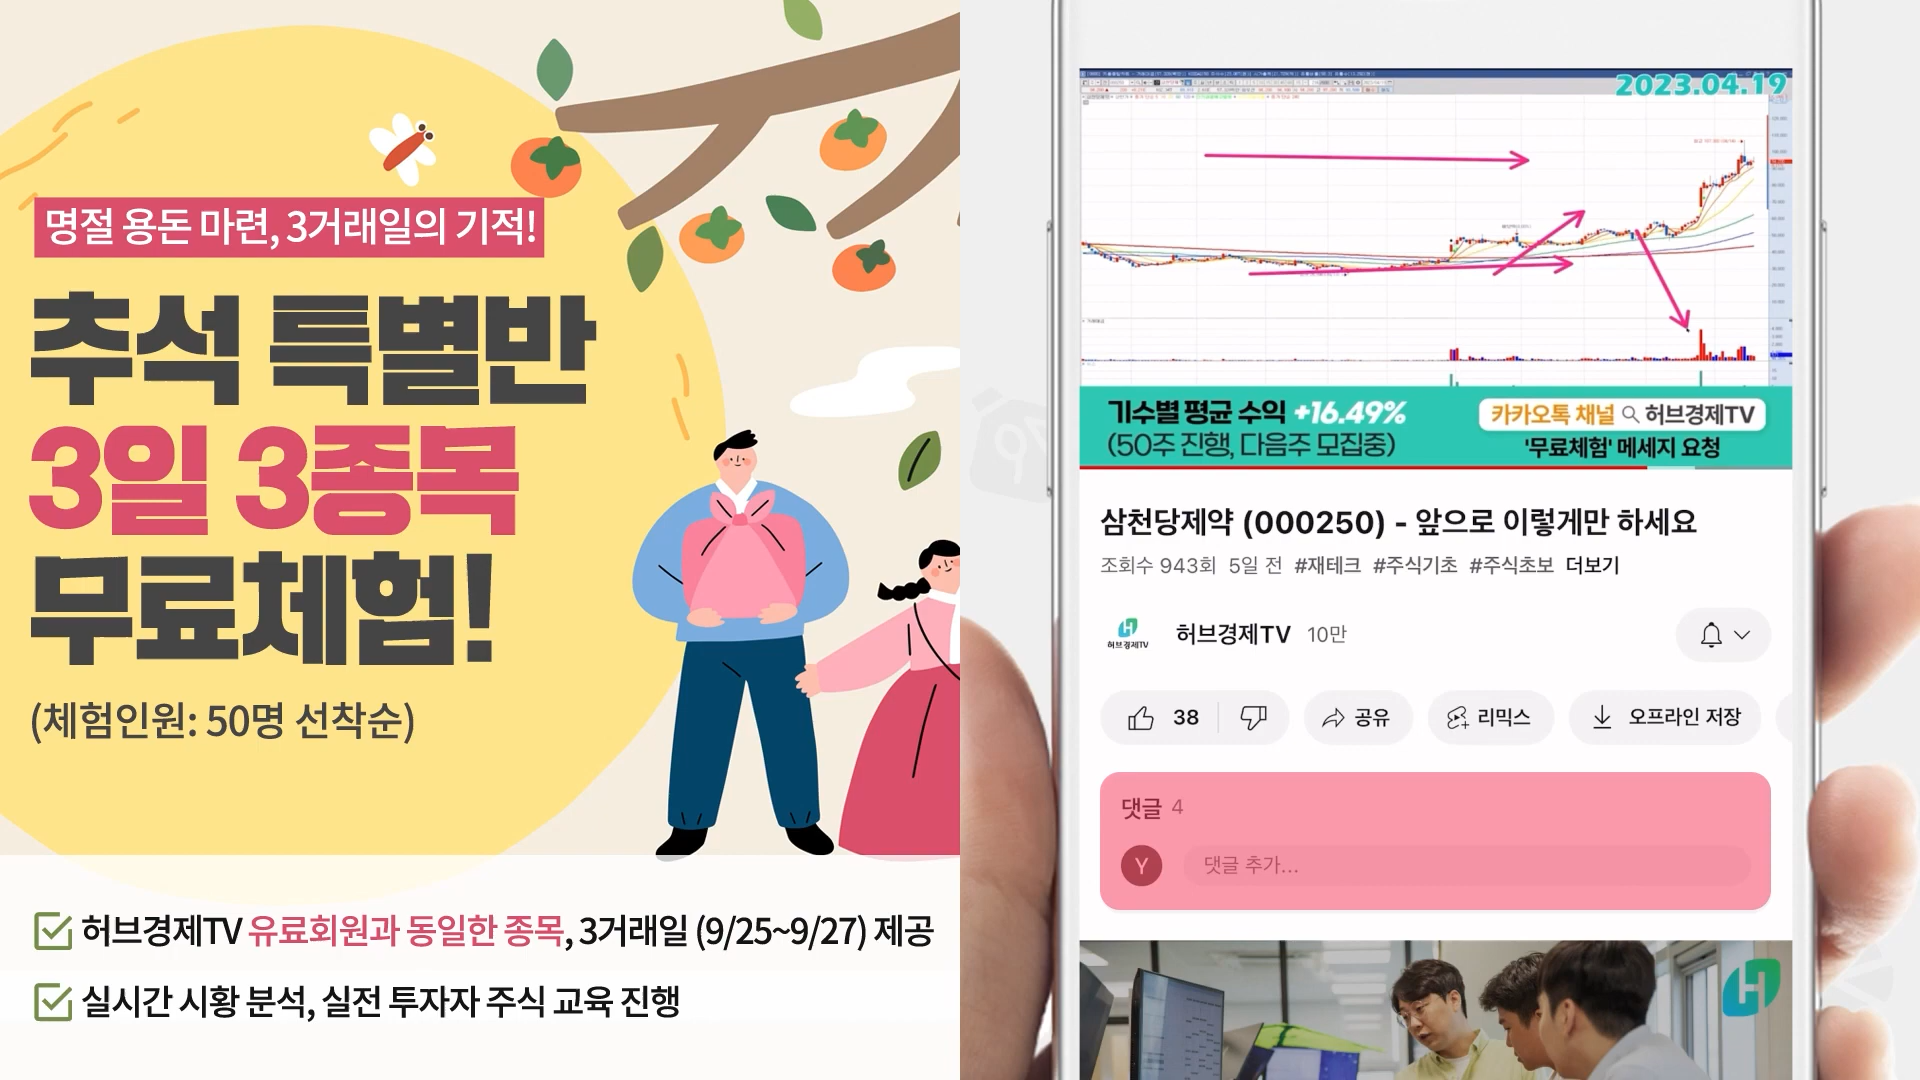 명절 용돈 마련, 3거래일의 기적!
추석 특별반
3일 3종목
무료체험!
(체험인원: 50명 선착순)
허브경제TV 유료회원과 동일한 종목, 3거래일 (9/25~9/27) 제공
실시간 시황 분석, 실전 투자자 주식 교육 진행
2023.04.19
기수별 평균 수익 +16.49%
(50주 진행, 다음주 모집중)
카카오톡 채널 허브경제TV
'무료체험' 메세지 요청
삼천당제약 (000250) - 앞으로 이렇게만 하세요
조회수 943회 5일 전 #재테크 #주식기초 #주식초보 더보기
허브경제TV
허브경제TV 10만
38 공유 리믹스 오프라인 저장
댓글 4
Y 댓글 추가...